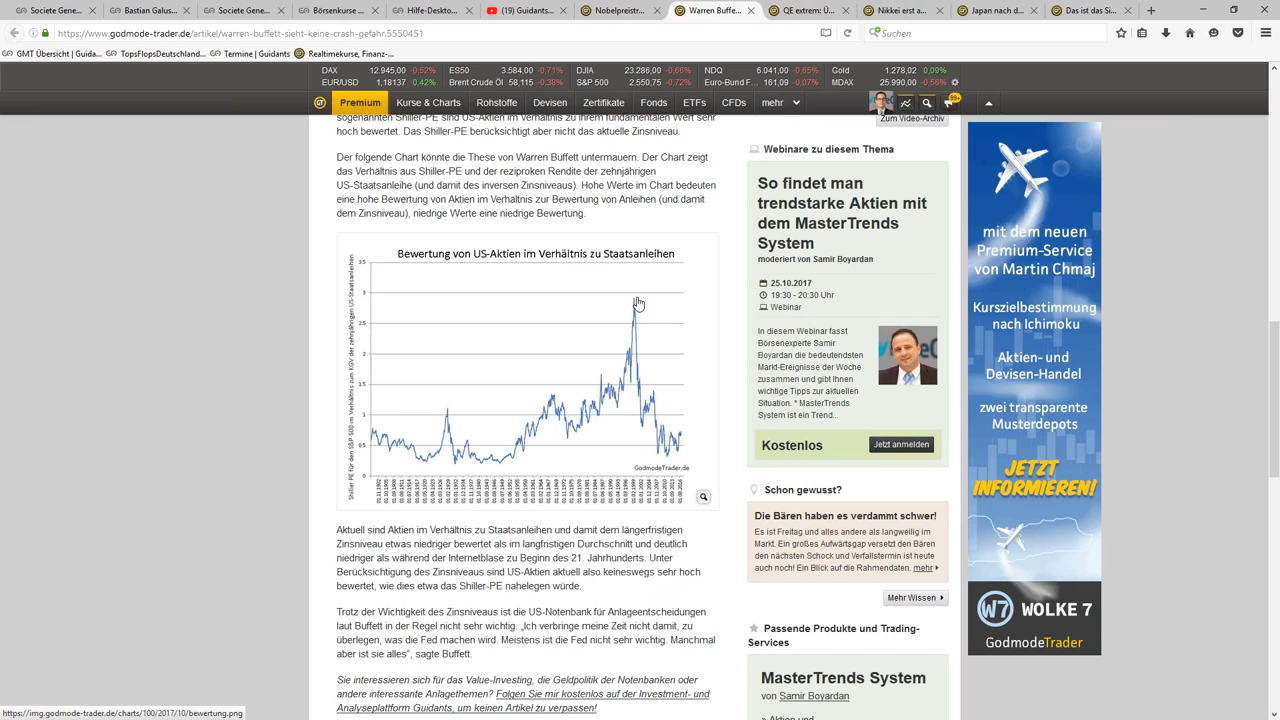 Societe Gene...
Bastian Galus...
Societe Gene...
Börsenkurse ...
Hilfe-Deskto...
(19) Guidants...
Nobelpreistr...
Warren Buffe...
QE extrem: Ü...
Nikkei erst a...
Japan nach d...
Das ist das Si...
https://www.godmode-trader.de/artikel/warren-buffett-sieht-keine-crash-gefahr,5550451
Suchen
GMT Übersicht | Guida...
TopsFlopsDeutschland...
Termine | Guidants
Realtimekurse, Finanz-...
DAX 12.945,00 -0,52% ES50 3.584,00 -0,71% DJIA 23.286,00 -0,66% NDQ 6.041,00 -0,65% Gold 1.278,02 0,09%
EUR/USD 1,18137 0,42% Brent Crude Öl 58,115 -0,38% S&P 500 2.550,75 -0,72% Euro-Bund F... 161,09 -0,07% MDAX 25.990,00 -0,56%
GT Premium Kurse & Charts Rohstoffe Devisen Zertifikate Fonds ETFs CFDs mehr 99+
sogenannten Shiller-PE sind US-Aktien im Verhältnis zu ihrem fundamentalen Wert sehr
hoch bewertet. Das Shiller-PE berücksichtigt aber nicht das aktuelle Zinsniveau.
Der folgende Chart könnte die These von Warren Buffett untermauern. Der Chart zeigt
das Verhältnis aus Shiller-PE und der reziproken Rendite der zehnjährigen
US-Staatsanleihe (und damit des inversen Zinsniveaus). Hohe Werte im Chart bedeuten
eine hohe Bewertung von Aktien im Verhältnis zur Bewertung von Anleihen (und damit
dem Zinsniveau), niedrige Werte eine niedrige Bewertung.
Bewertung von US-Aktien im Verhältnis zu Staatsanleihen
Shiller PE für den S&P 500 im Verhältnis zum KGV der zehnjährigen US-Staatsanleihen
3.5
3
2.5
2
1.5
1
0.5
0
GodmodeTrader.de
Aktuell sind Aktien im Verhältnis zu Staatsanleihen und damit dem längerfristigen
Zinsniveau etwas niedriger bewertet als im langfristigen Durchschnitt und deutlich
niedriger als während der Internetblase zu Beginn des 21. Jahrhunderts. Unter
Berücksichtigung des Zinsniveaus sind US-Aktien aktuell also keineswegs sehr hoch
bewertet, wie dies etwa das Shiller-PE nahelegen würde.
Trotz der Wichtigkeit des Zinsniveaus ist die US-Notenbank für Anlageentscheidungen
laut Buffett in der Regel nicht sehr wichtig. „Ich verbringe meine Zeit nicht damit, zu
überlegen, was die Fed machen wird. Meistens ist die Fed nicht sehr wichtig. Manchmal
aber ist sie alles”, sagte Buffett.
Sie interessieren sich für das Value-Investing, die Geldpolitik der Notenbanken oder
andere interessante Anlagethemen? Folgen Sie mir kostenlos auf der Investment- und
Analyseplattform Guidants, um keinen Artikel zu verpassen!
Zum Video-Archiv
Webinare zu diesem Thema
So findet man
trendstarke Aktien mit
dem MasterTrends
System
moderiert von Samir Boyardan
25.10.2017
19:30 - 20:30 Uhr
Webinar
In diesem Webinar fasst
Börsenexperte Samir
Boyardan die bedeutendsten
Markt-Ereignisse der Woche
zusammen und gibt Ihnen
wichtige Tipps zur aktuellen
Situation. * MasterTrends
System ist ein Trend...
Kostenlos
Jetzt anmelden
Schon gewusst?
Die Bären haben es verdammt schwer!
Es ist Freitag und alles andere als langweilig im
Markt. Ein großes Aufwärtsgap versetzt den Bären
den nächsten Schock und Verfallstermin ist heute
auch noch! Ein Blick auf die Rahmendaten. mehr
Mehr Wissen
Passende Produkte und Trading-
Services
MasterTrends System
von Samir Boyardan
» Aktien und
mit dem neuen
Premium-Service
von Martin Chmaj
Kurszielbestimmung
nach Ichimoku
Aktien- und
Devisen-Handel
zwei transparente
Musterdepots
JETZT
INFORMIEREN!
W7 WOLKE 7
GodmodeTrader
https://img.godmode-trader.de/charts/100/2017/10/bewertung.png